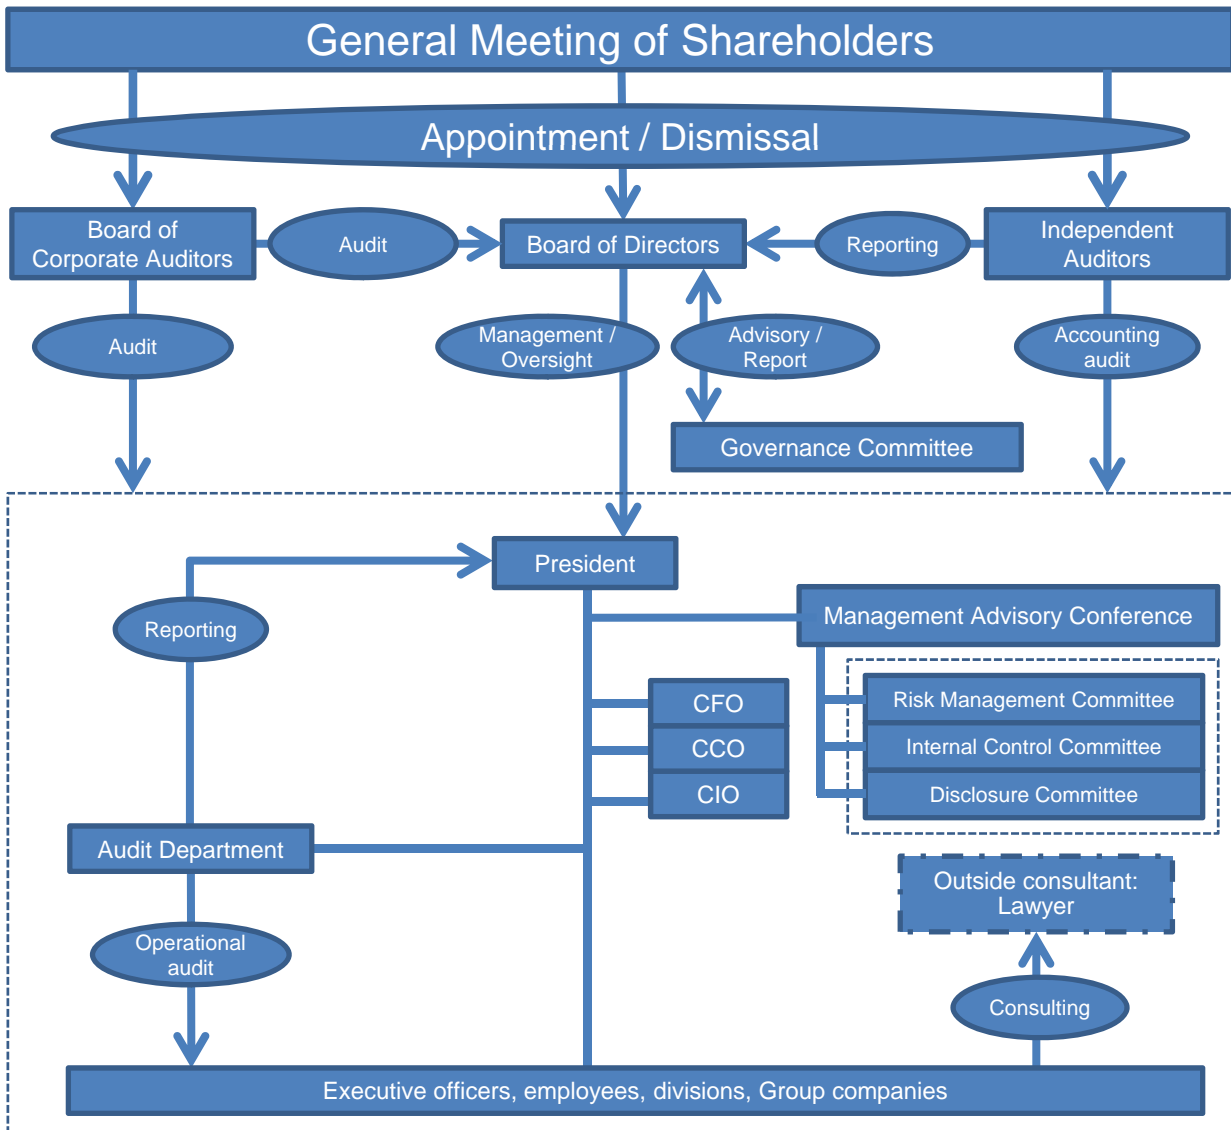 General Meeting of Shareholders
Appointment / Dismissal
Board of
Corporate Auditors
Audit
Board of Directors
Reporting
Independent
Auditors
Audit
Management /
Oversight
Advisory /
Report
Accounting
audit
Governance Committee
President
Reporting
Management Advisory Conference
CFO
CCO
CIO
Risk Management Committee
Internal Control Committee
Disclosure Committee
Audit Department
Outside consultant:
Lawyer
Operational
audit
Consulting
Executive officers, employees, divisions, Group companies